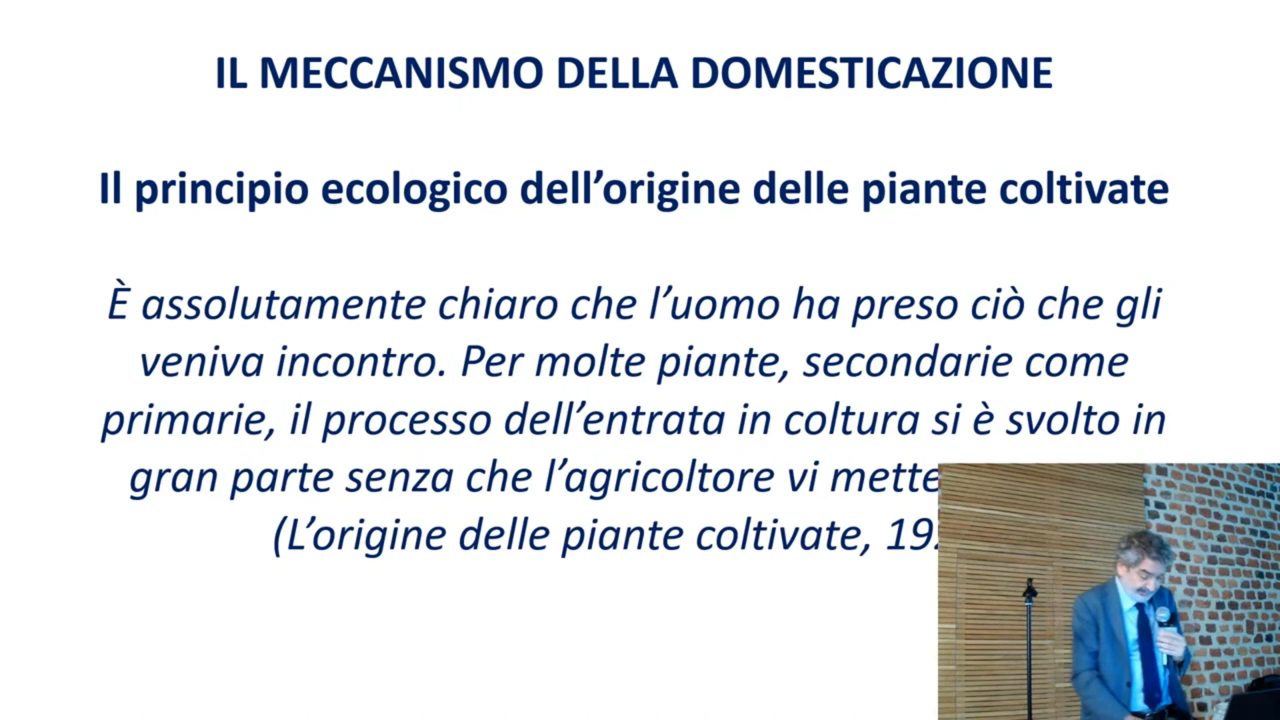 IL MECCANISMO DELLA DOMESTICAZIONE
Il principio ecologico dell’origine delle piante coltivate
È assolutamente chiaro che l’uomo ha preso ciò che gli
veniva incontro. Per molte piante, secondarie come
primarie, il processo dell’entrata in coltura si è svolto in
gran parte senza che l’agricoltore vi
(L’origine delle piante coltivate,